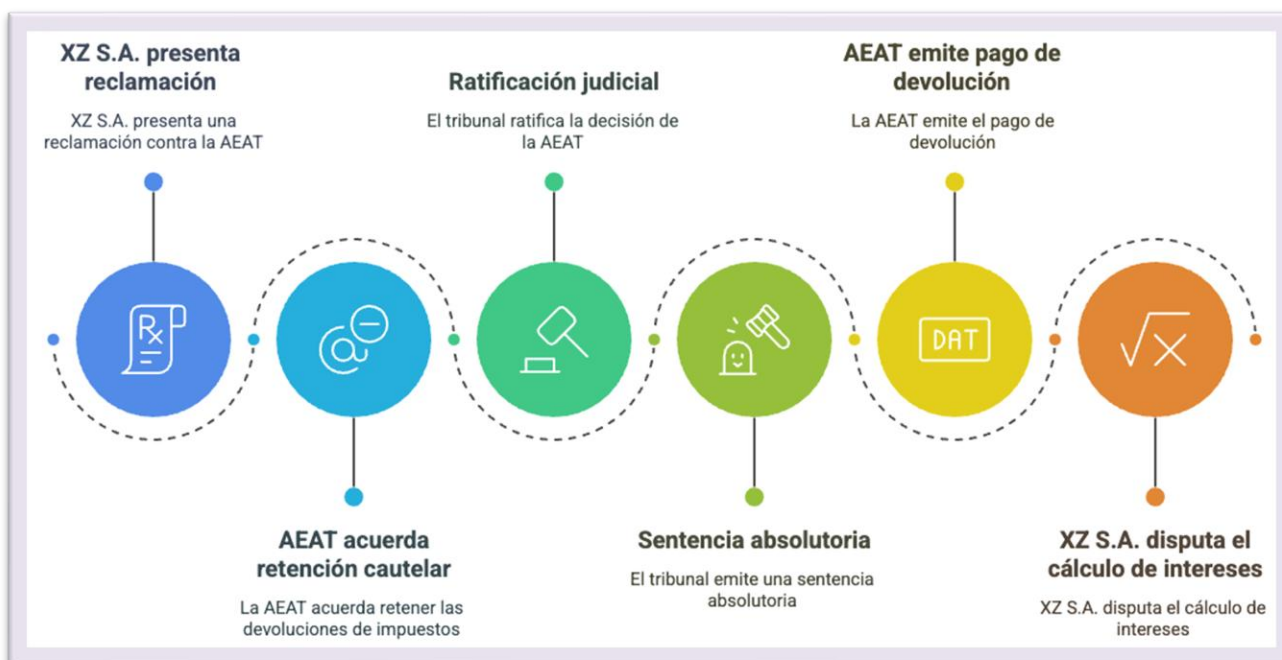 XZ S.A. presenta
reclamación
XZ S.A. presenta una
reclamación contra la AEAT
Ratificación judicial
El tribunal ratifica la decisión de
la AEAT
AEAT emite pago de
devolución
La AEAT emite el pago de
devolución
Rx
@
DAT
√x
AEAT acuerda
retención cautelar
La AEAT acuerda retener las
devoluciones de impuestos
Sentencia absolutoria
El tribunal emite una sentencia
absolutoria
XZ S.A. disputa el
cálculo de intereses
XZ S.A. disputa el cálculo de
intereses